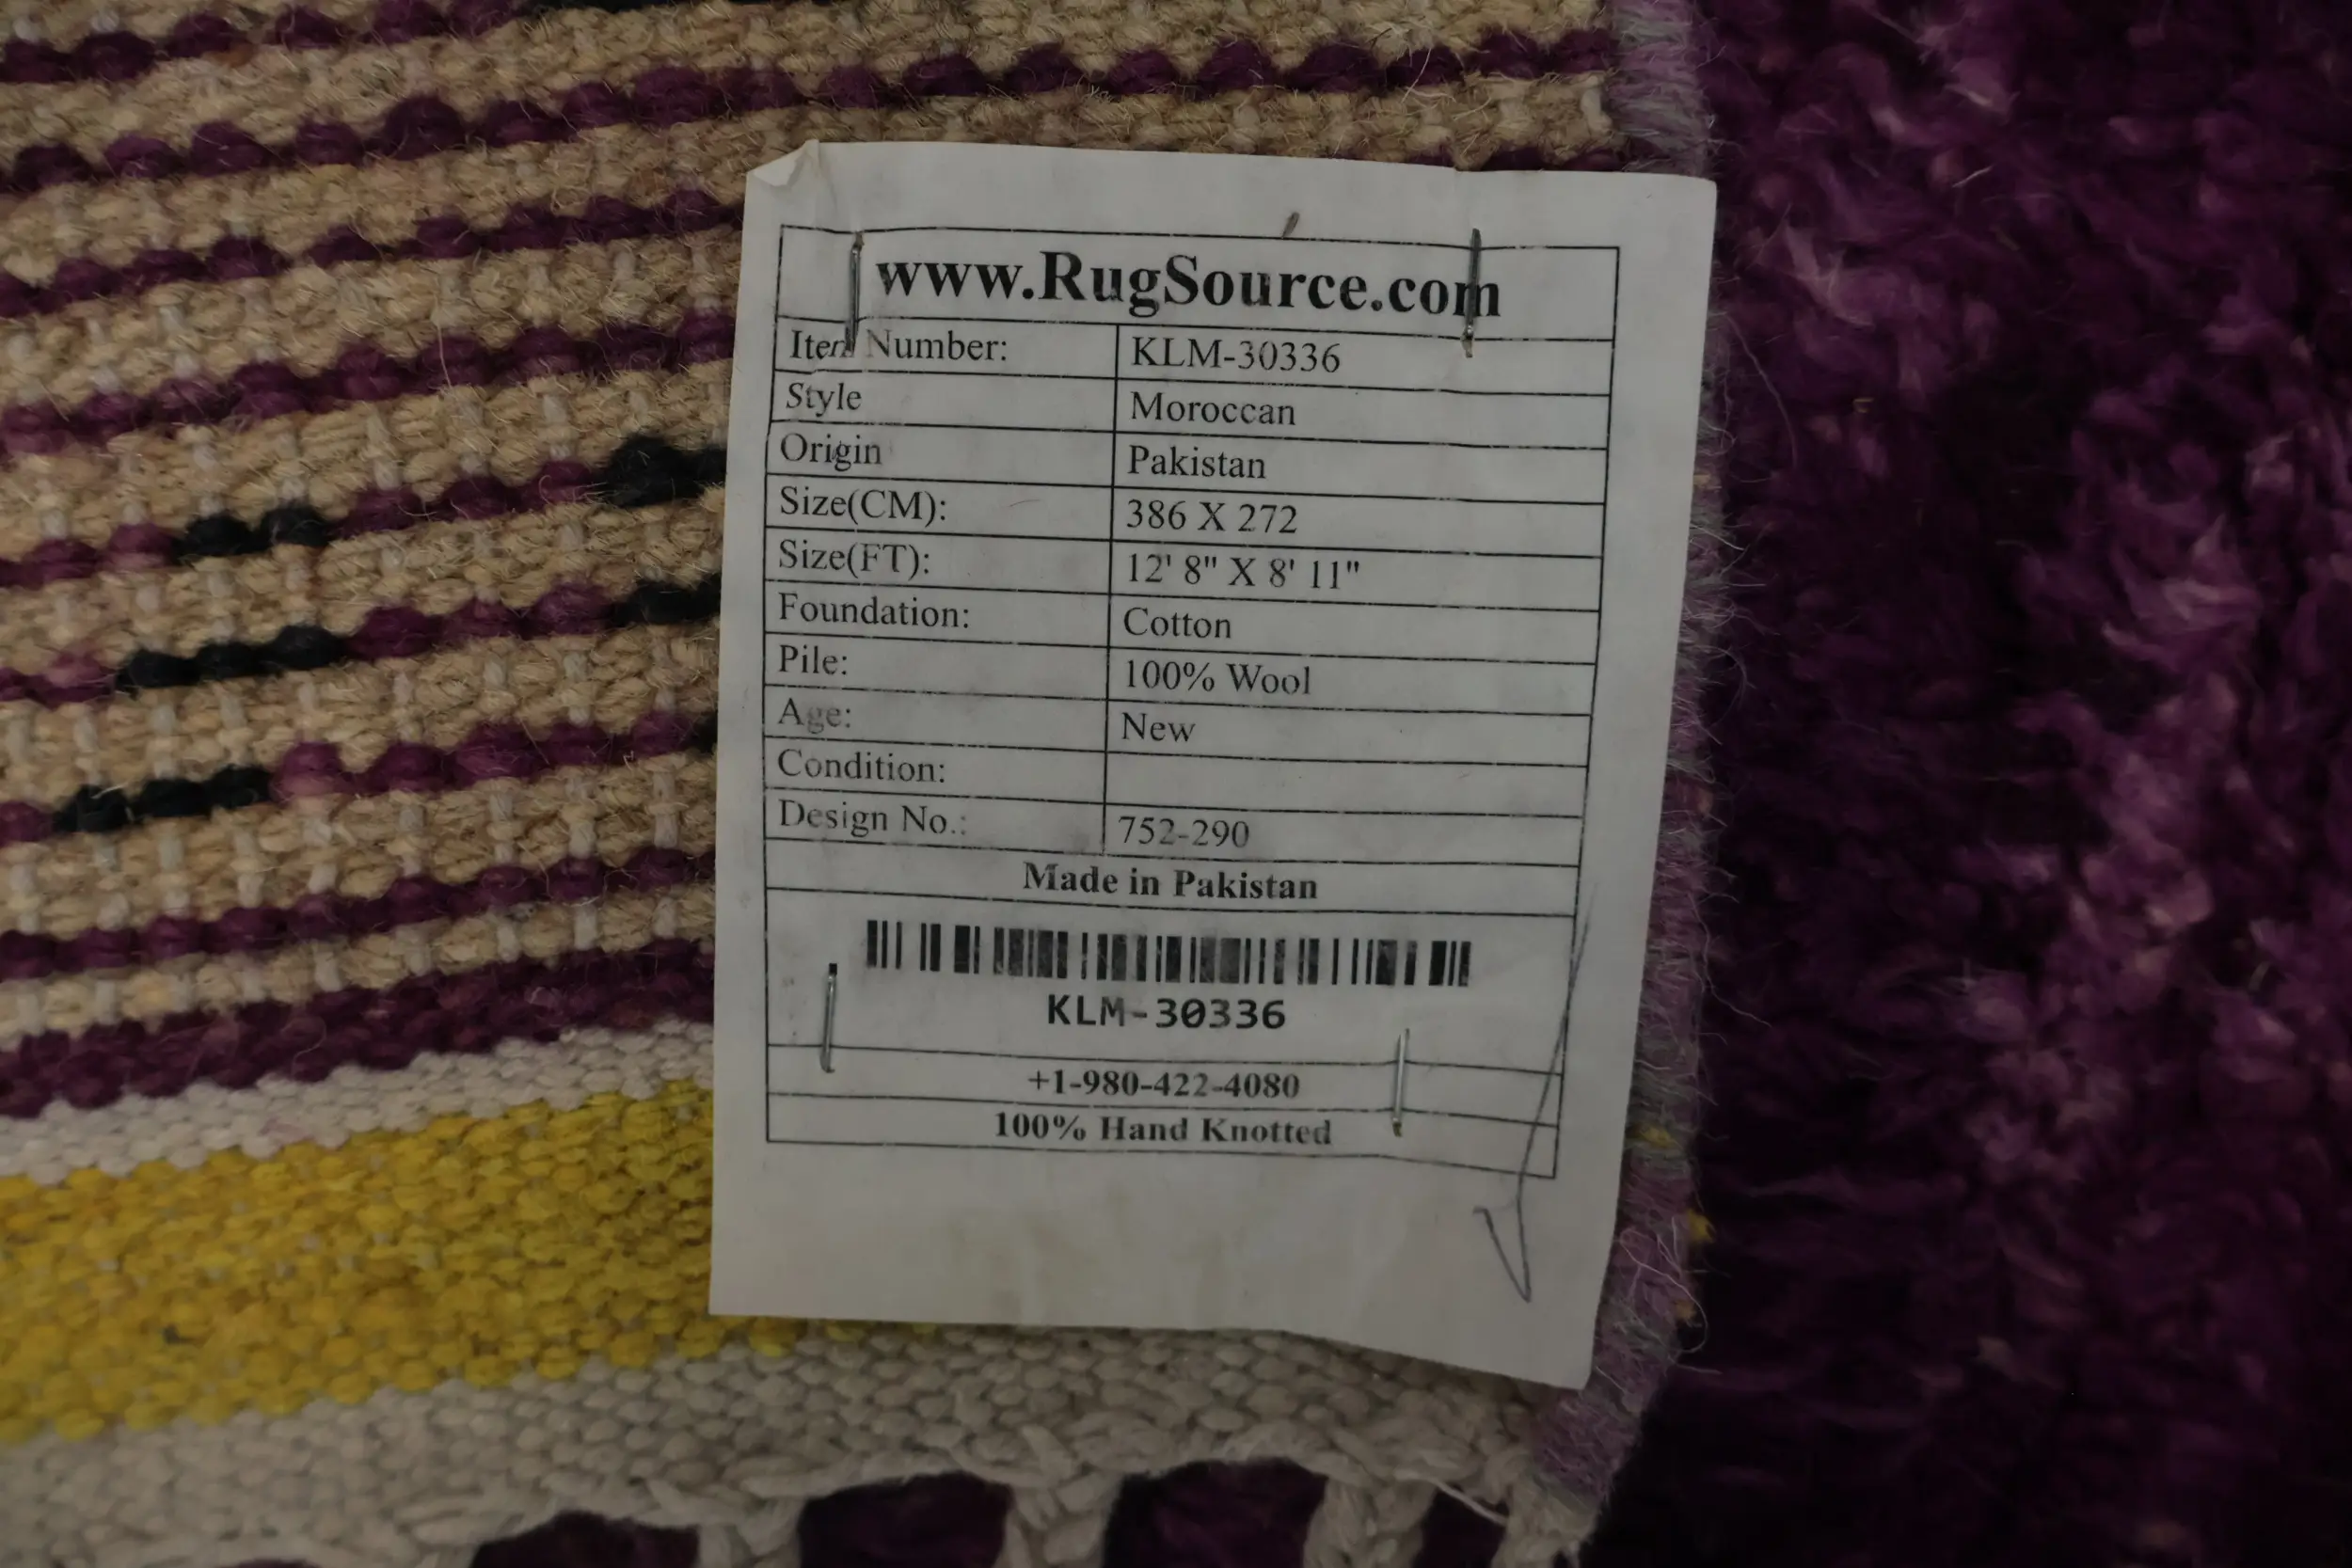 www.RugSource.com
Item Number: KLM-30336
Style Moroccan
Origin Pakistan
Size(CM): 386 X 272
Size(FT): 12' 8" X 8' 11"
Foundation: Cotton
Pile: 100% Wool
Age: New
Condition:
Design No.: 752-290
Made in Pakistan
KLM-30336
+1-980-422-4080
100% Hand Knotted